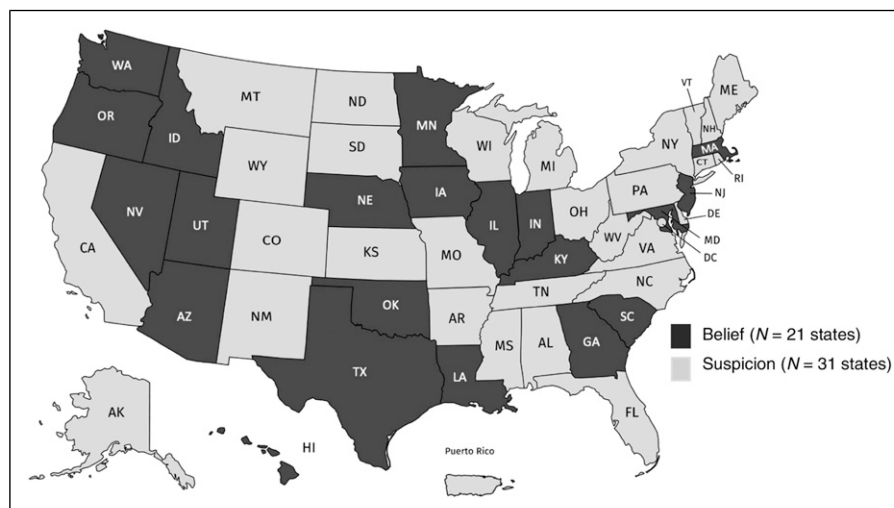 WA
MT
ND
MN
ME
VT
NH
OR
ID
SD
WI
NY
MA
CT
RI
MI
WY
PA
NJ
NE
IA
OH
DE
NV
UT
IL
IN
WV
MD
CA
CO
KS
MO
VA
DC
KY
NC
TN
AZ
NM
OK
AR
SC
MS
AL
GA
TX
LA
FL
AK
HI
Puerto Rico
Belief (N = 21 states)
Suspicion (N = 31 states)